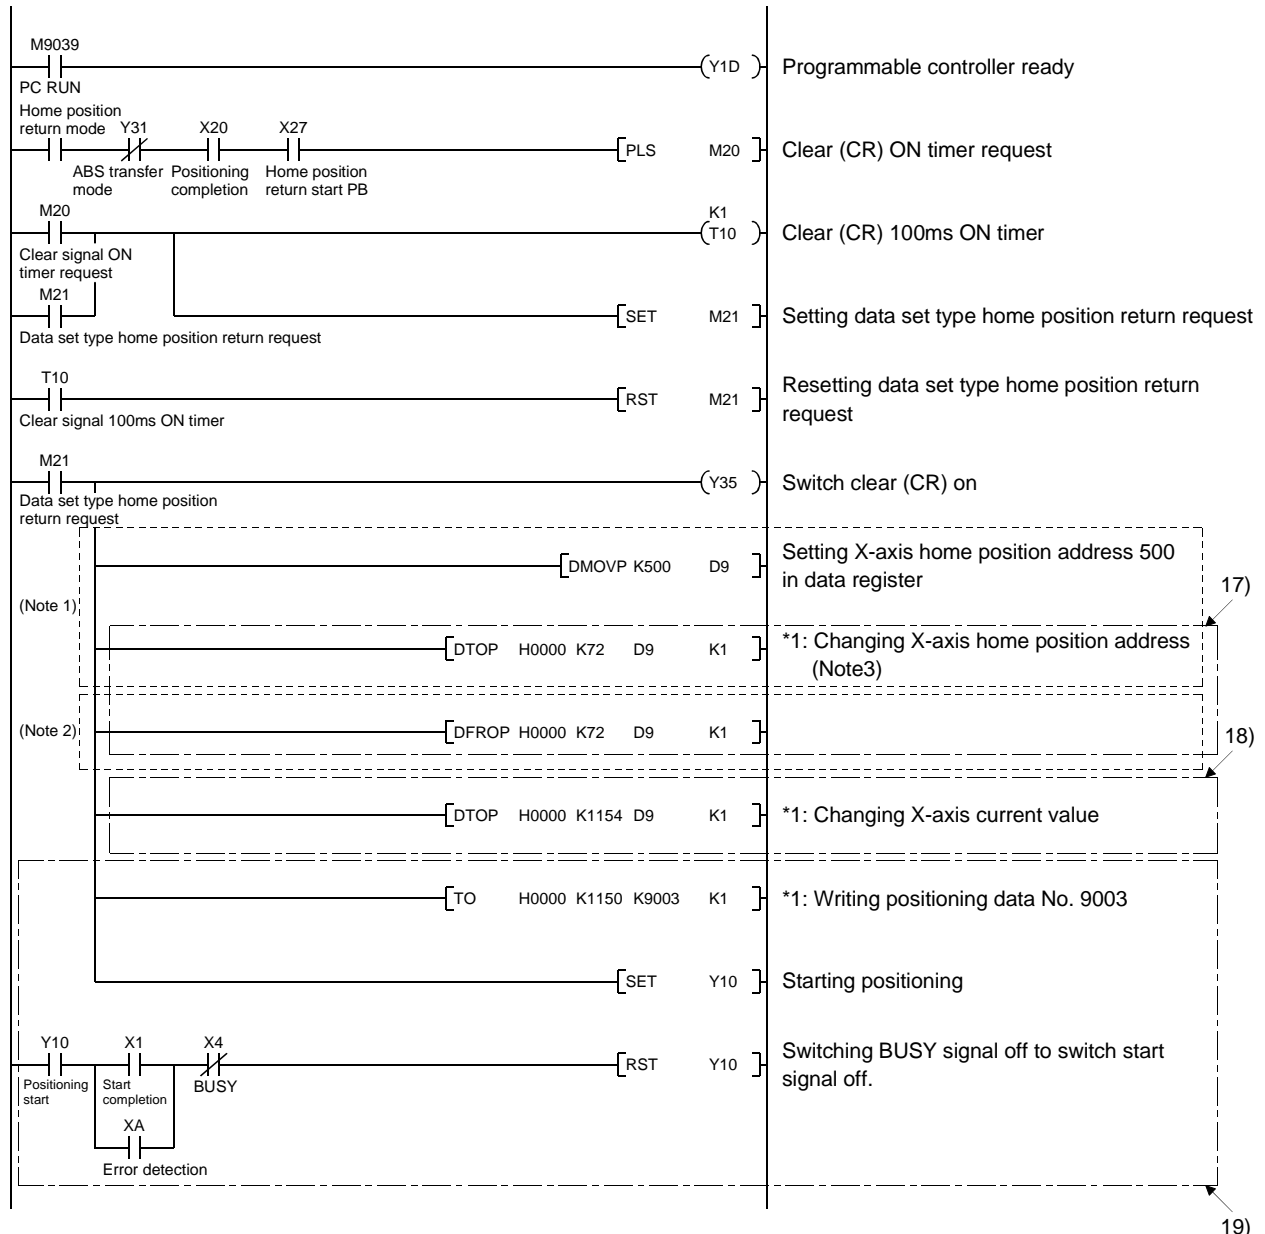 M9039
PC RUN
Y1D
Programmable controller ready
Home position
return mode
Y31
X20
X27
PLS M20
Clear (CR) ON timer request
ABS transfer
mode
Positioning
completion
Home position
return start PB
M20
K1
T10
Clear (CR) 100ms ON timer
Clear signal ON
timer request
M21
SET M21
Setting data set type home position return request
Data set type home position return request
T10
RST M21
Resetting data set type home position return
request
Clear signal 100ms ON timer
M21
Y35
Switch clear (CR) on
Data set type home position
return request
DMOVP K500 D9
Setting X-axis home position address 500
in data register
17)
(Note 1)
DTOP H0000 K72 D9 K1
*1: Changing X-axis home position address
(Note3)
(Note 2)
DFROP H0000 K72 D9 K1
18)
DTOP H0000 K1154 D9 K1
*1: Changing X-axis current value
TO H0000 K1150 K9003 K1
*1: Writing positioning data No. 9003
SET Y10
Starting positioning
Y10
X1
X4
RST Y10
Switching BUSY signal off to switch start
signal off.
Positioning
start
Start
completion
BUSY
XA
Error detection
19)